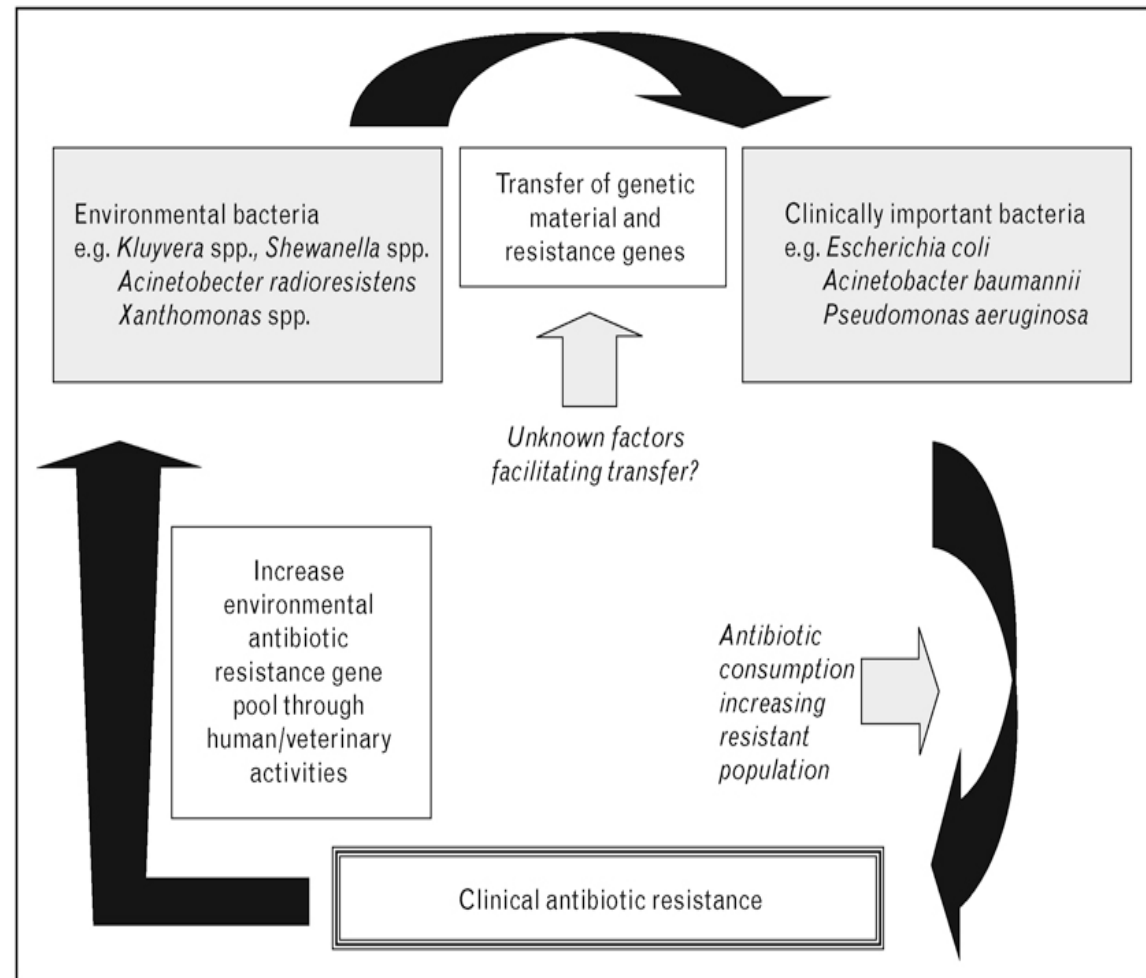 Environmental bacteria
e.g. Kluyvera spp., Shewanella spp.
Acinetobecter radioresistens
Xanthomonas spp.
Transfer of genetic
material and
resistance genes
Clinically important bacteria
e.g. Escherichia coli
Acinetobacter baumannii
Pseudomonas aeruginosa
Unknown factors
facilitating transfer?
Increase
environmental
antibiotic
resistance gene
pool through
human/veterinary
activities
Antibiotic
consumption
increasing
resistant
population
Clinical antibiotic resistance